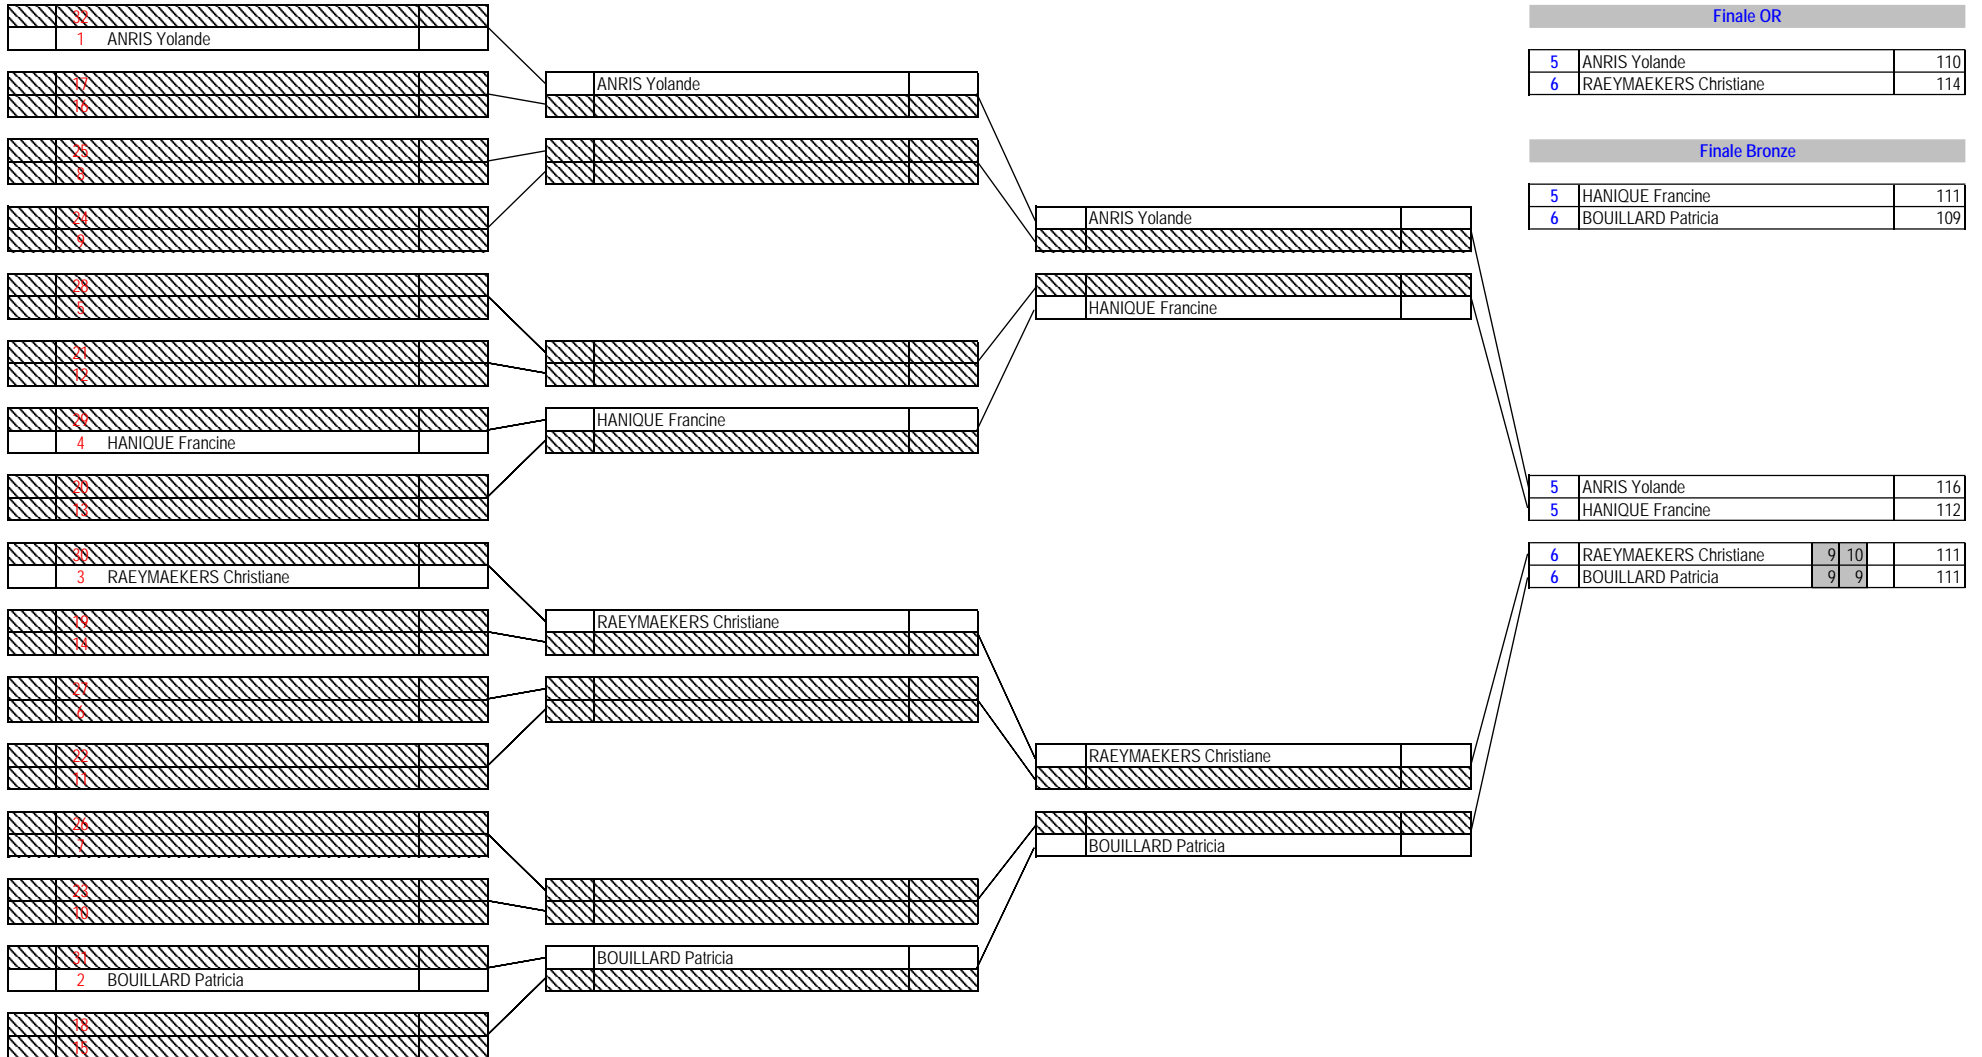 32
1 ANRIS Yolande
17
16
25
8
24
9
28
5
21
12
29
4 HANIQUE Francine
20
13
30
3 RAEYMAEKERS Christiane
19
14
27
6
22
11
26
7
23
10
31
2 BOUILLARD Patricia
18
15
ANRIS Yolande
HANIQUE Francine
RAEYMAEKERS Christiane
BOUILLARD Patricia
ANRIS Yolande
HANIQUE Francine
RAEYMAEKERS Christiane
BOUILLARD Patricia
Finale OR
5 ANRIS Yolande 110
6 RAEYMAEKERS Christiane 114
Finale Bronze
5 HANIQUE Francine 111
6 BOUILLARD Patricia 109
5 ANRIS Yolande 116
5 HANIQUE Francine 112
6 RAEYMAEKERS Christiane 9 10 111
6 BOUILLARD Patricia 9 9 111